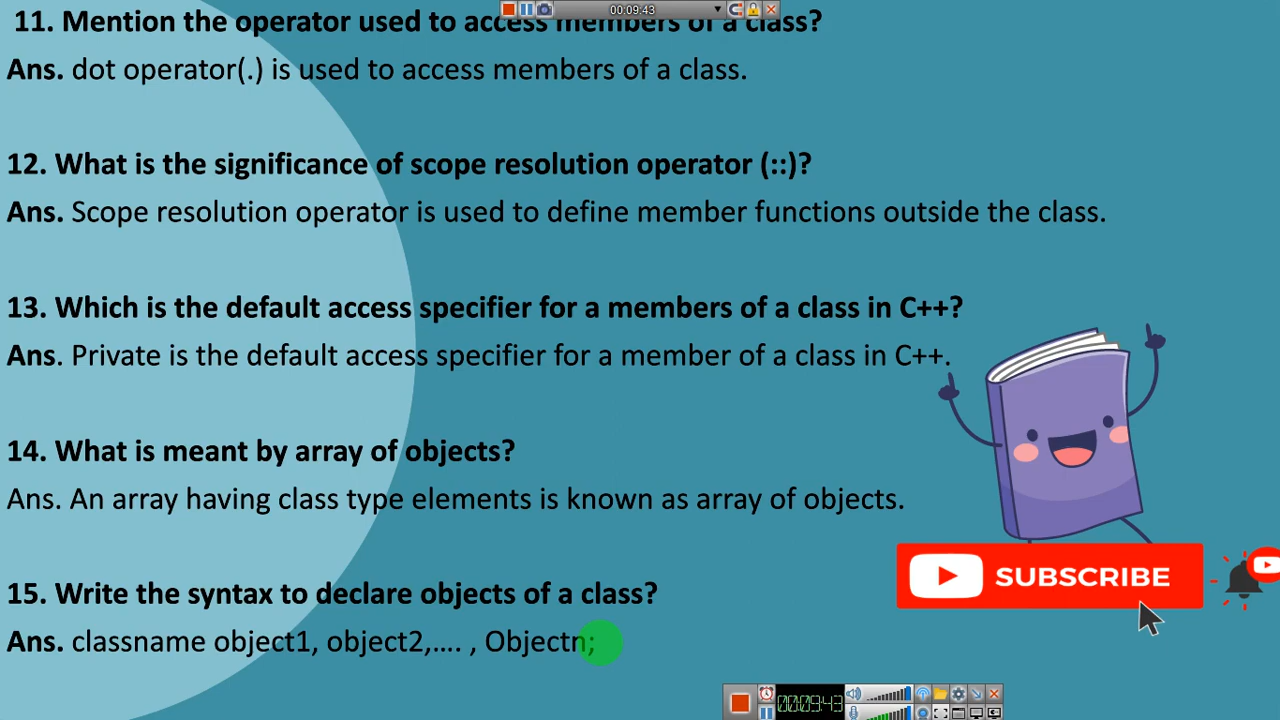 00:09:43
11. Mention the operator used to access members of a class?
Ans. dot operator(.) is used to access members of a class.
12. What is the significance of scope resolution operator (::)?
Ans. Scope resolution operator is used to define member functions outside the class.
13. Which is the default access specifier for a members of a class in C++?
Ans. Private is the default access specifier for a member of a class in C++.
14. What is meant by array of objects?
Ans. An array having class type elements is known as array of objects.
SUBSCRIBE
15. Write the syntax to declare objects of a class?
Ans. classname object1, object2,.... , Objectn;
00:09:43